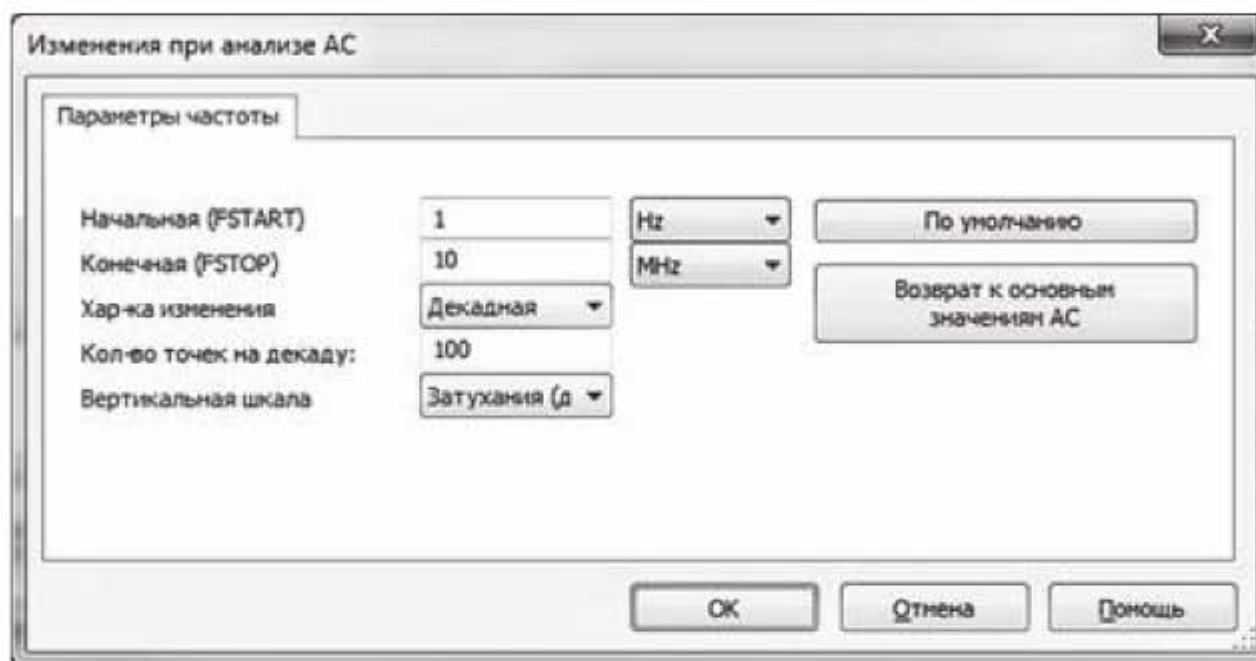 Изменения при анализе AC
Параметры частоты
Начальная (FSTART) 1 Hz По умолчанию
Конечная (FSTOP) 10 MHz
Возврат к основным
значениям AC
Хар-ка изменения Декадная
Кол-во точек на декаду: 100
Вертикальная шкала Затухания (д
OK Отмена Помощь